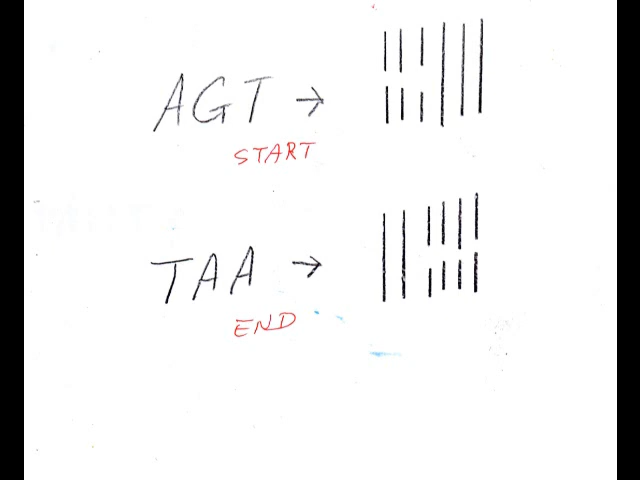 AGT →
START
TAA →
END